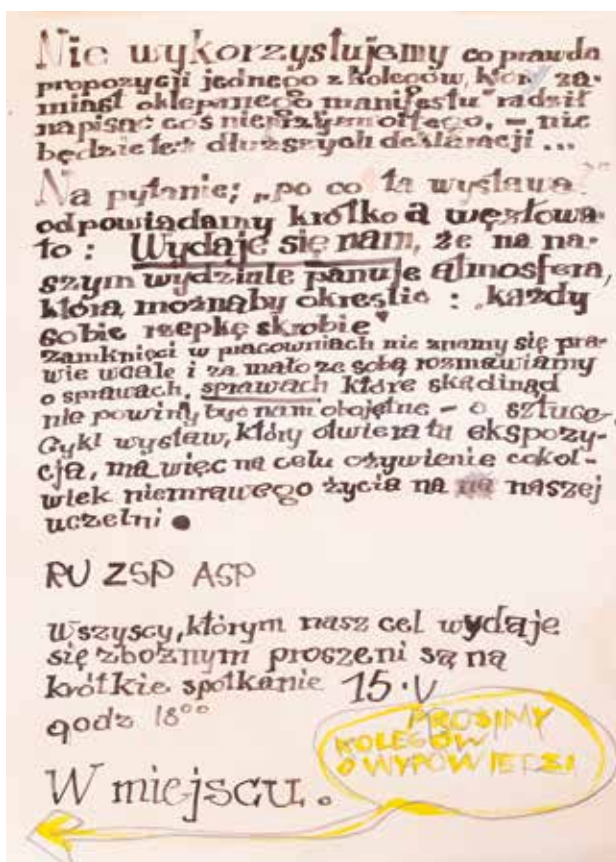 Nie wykorzystujemy co prawda
propozycji jednego z kolegów, który za-
miast oklepanego manifestu" radził
napisać coś nieprzyzwoitego, – nie
będzie też dłuższych deklaracji...
Na pytanie; „po co ta wystawa?"
odpowiadamy krótko a węzłowa-
to : Wydaje się nam, że na na-
szym wydziale panuje atmosfera,
którą możnaby określić : „każdy
sobie rzepkę skrobie"
zamknięci w pracowniach nie znamy się pra-
wie wcale i za mało ze sobą rozmawiamy
o sprawach, sprawach które skądinąd
nie powinny być nam obojętne – o sztuce.
Cykl wystaw, który otwiera ta ekspozy-
cja, ma więc na celu ożywienie cokol-
wiek niemrawego życia na na naszej
uczelni.
RU ZSP ASP
Wszyscy, którym nasz cel wydaje
się zbożnym proszeni są na
krótkie spotkanie 15.V
godz 18⁰⁰
PROSIMY
KOLEGÓW
O WYPOWIEDZI
W miejscu.